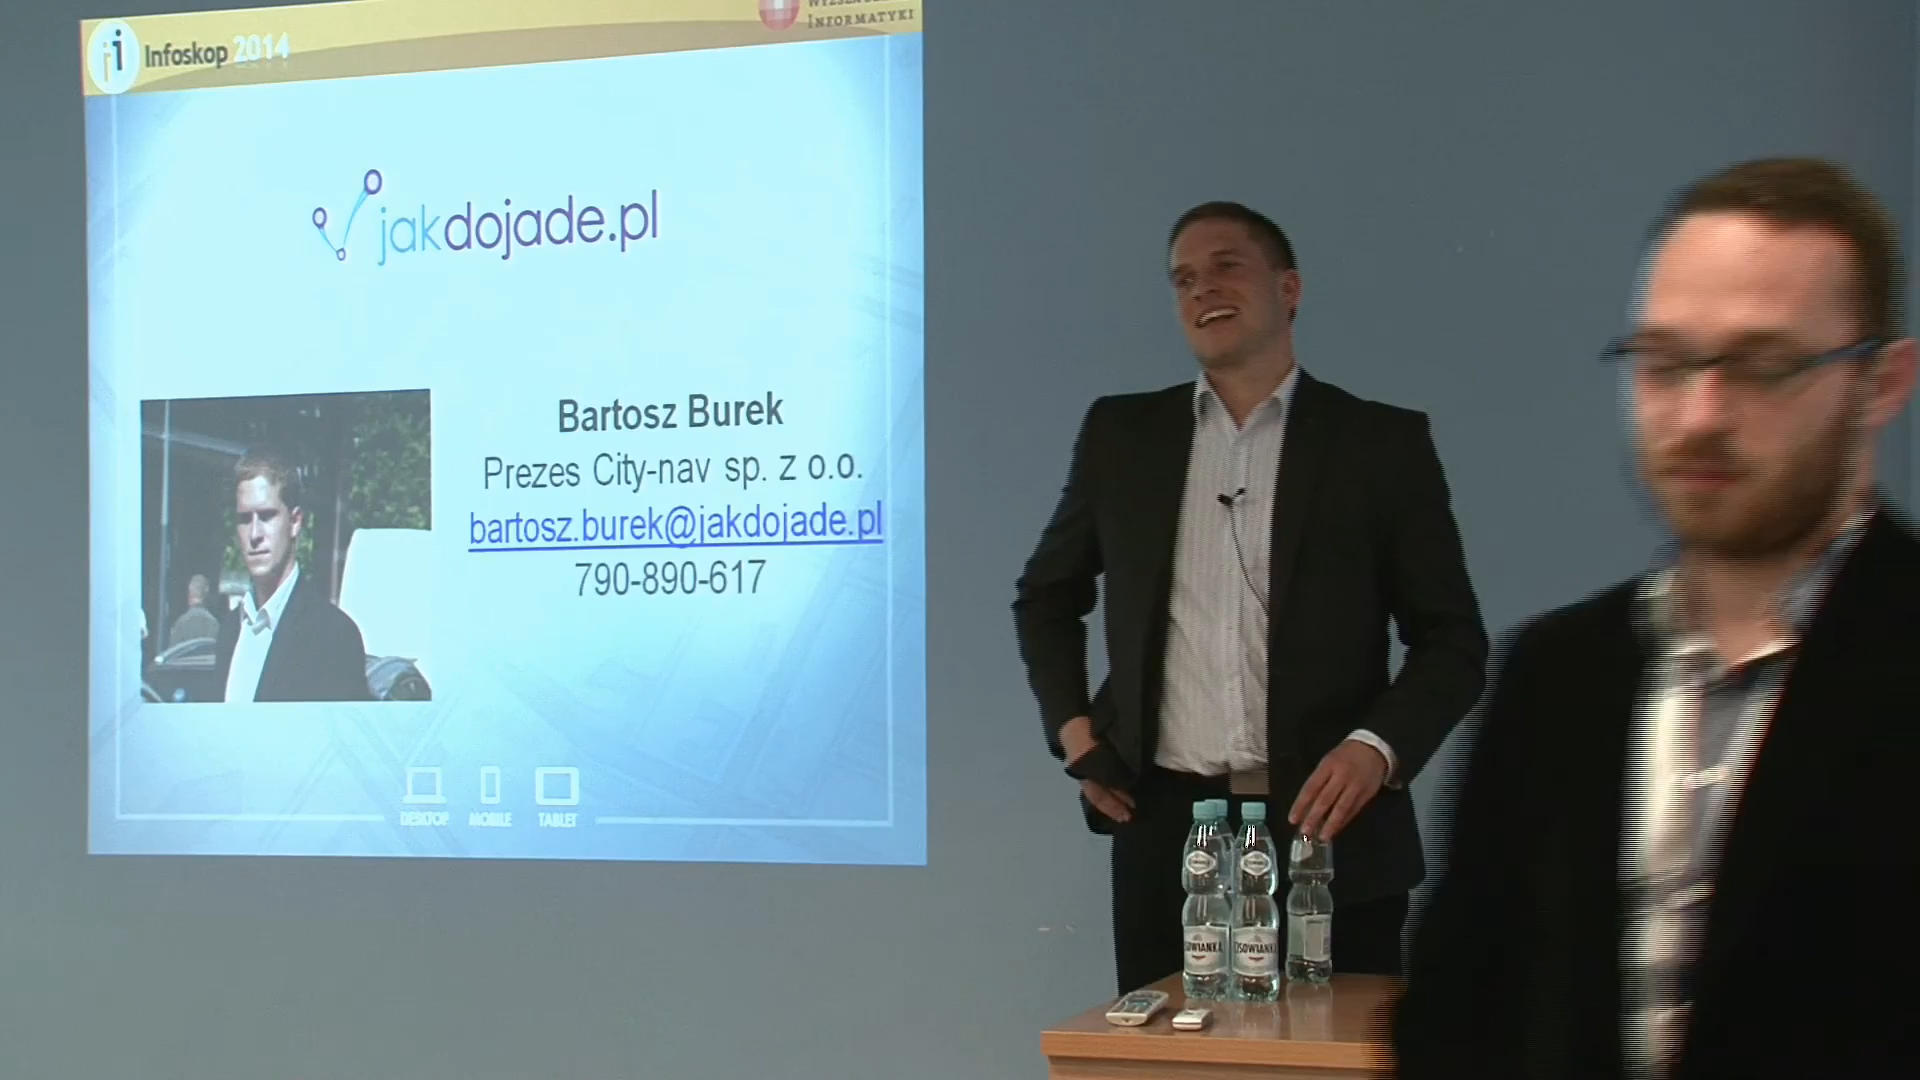 Infoskop 2014
Informatyki
jakdojade.pl
Bartosz Burek
Prezes City-nav sp. z o.o.
bartosz.burek@jakdojade.pl
790-890-617
DESKTOP MOBILE TABLET